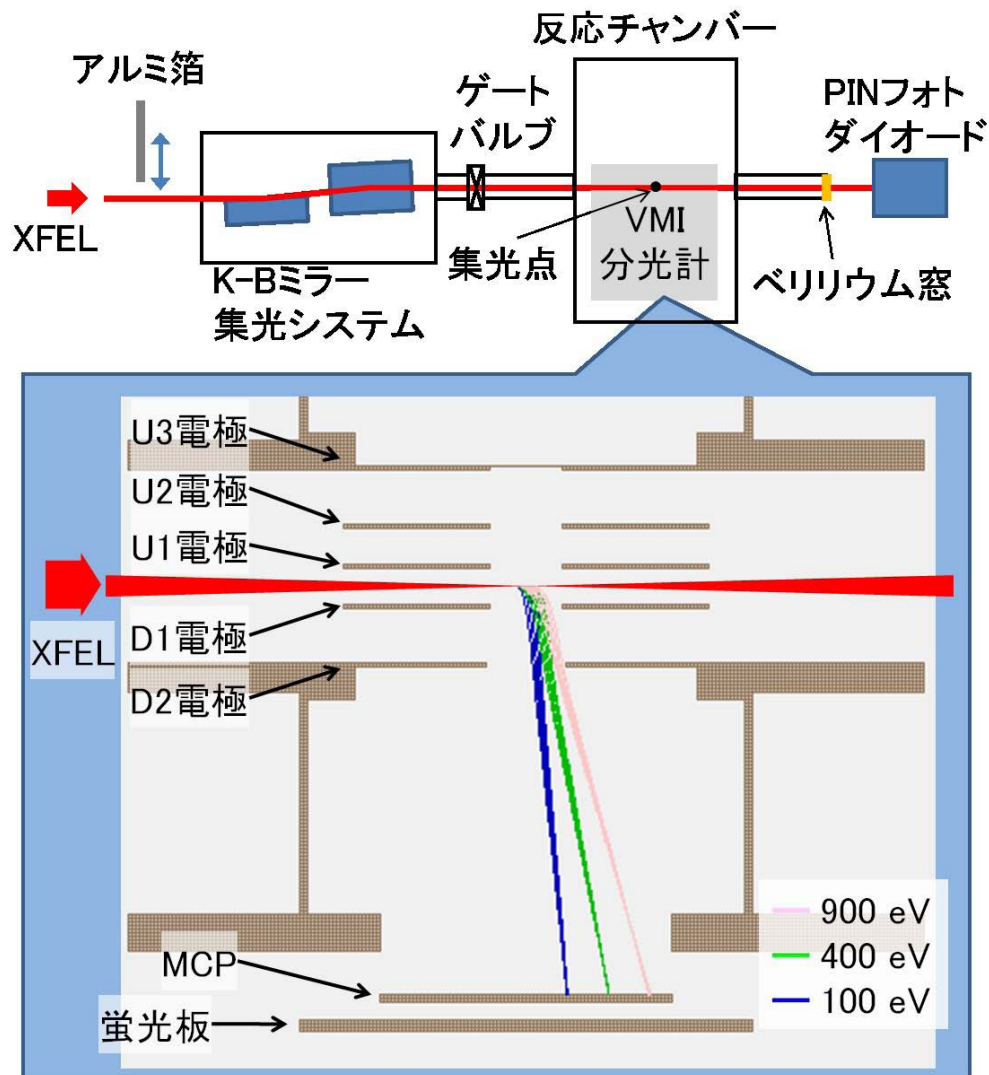 反応チャンバー
アルミ箔
ゲート
バルブ
PINフォト
ダイオード
XFEL
K-Bミラー
集光システム
集光点
VMI
分光計
ベリリウム窓
U3電極
U2電極
U1電極
XFEL
D1電極
D2電極
900 eV
400 eV
100 eV
MCP
蛍光板